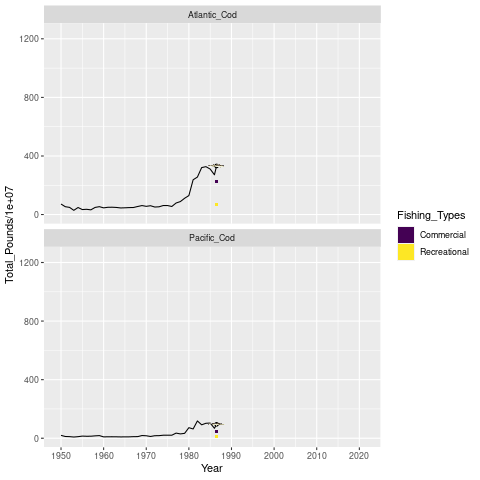 Atlantic_Cod
1200
800
400
0
Pacific_Cod
1200
800
400
0
1950 1960 1970 1980 1990 2000 2010 2020
Year
Total_Pounds/1e+07
Fishing_Types
Commercial
Recreational